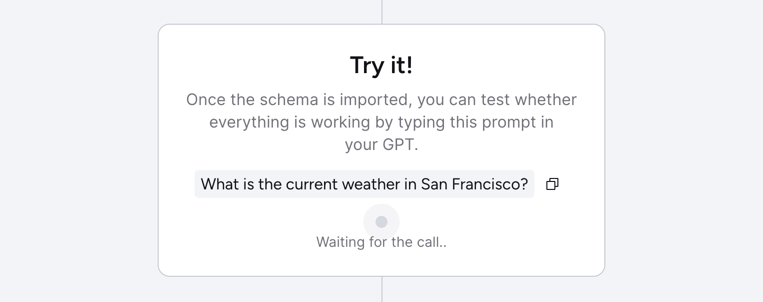 Try it!
Once the schema is imported, you can test whether
everything is working by typing this prompt in
your GPT.
What is the current weather in San Francisco?
Waiting for the call..